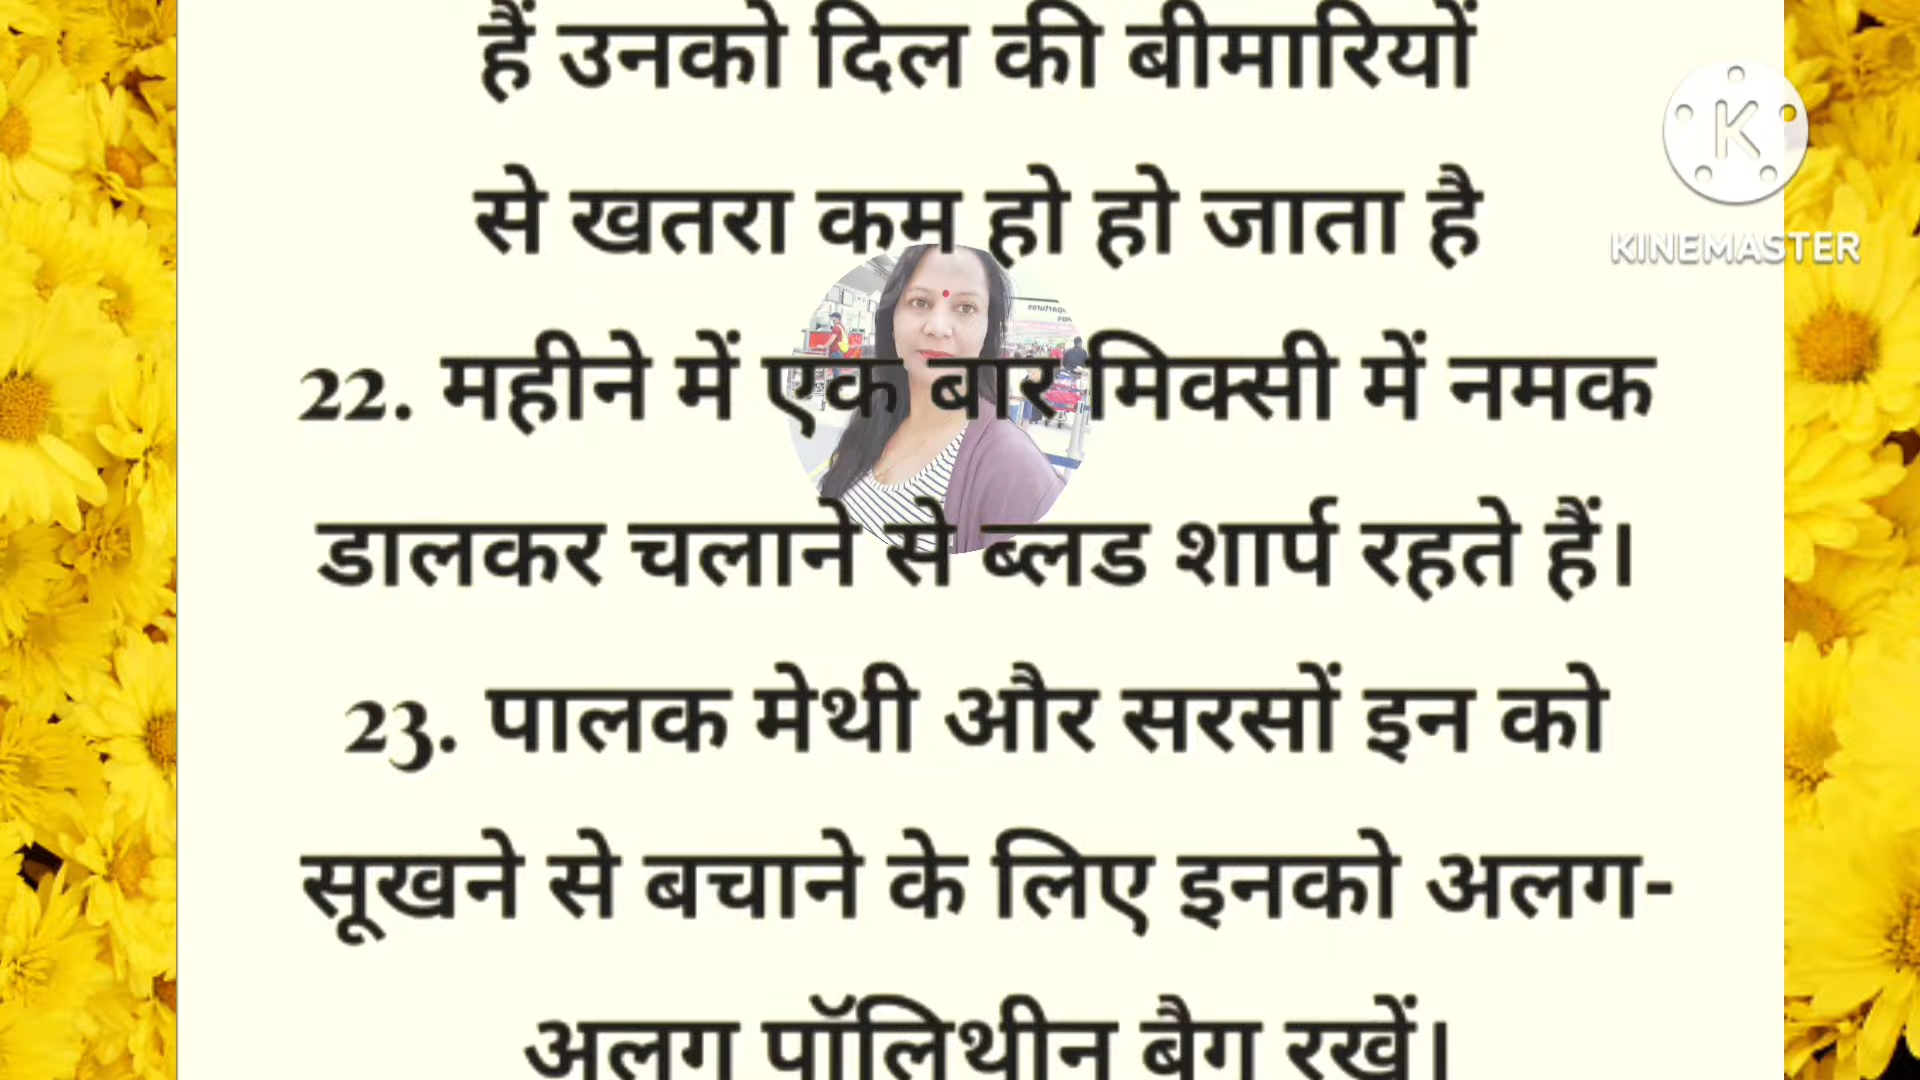 हैं उनको दिल की बीमारियों
से खतरा कम हो हो जाता है
22. महीने में एक बार मिक्सी में नमक
डालकर चलाने से ब्लड शार्प रहते हैं।
23. पालक मेथी और सरसों इन को
सूखने से बचाने के लिए इनको अलग-
अलग पॉलिथीन बैग रखें।
K
KINEMASTER